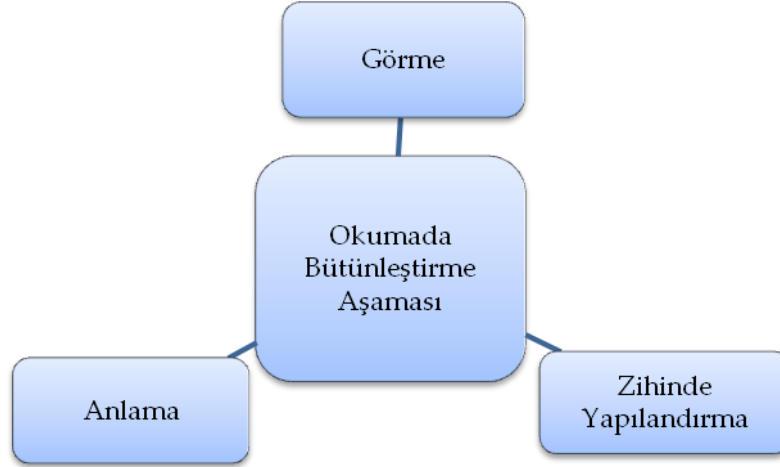 Görme
Okumada
Bütünleştirme
Aşaması
Anlama
Zihinde
Yapılandırma